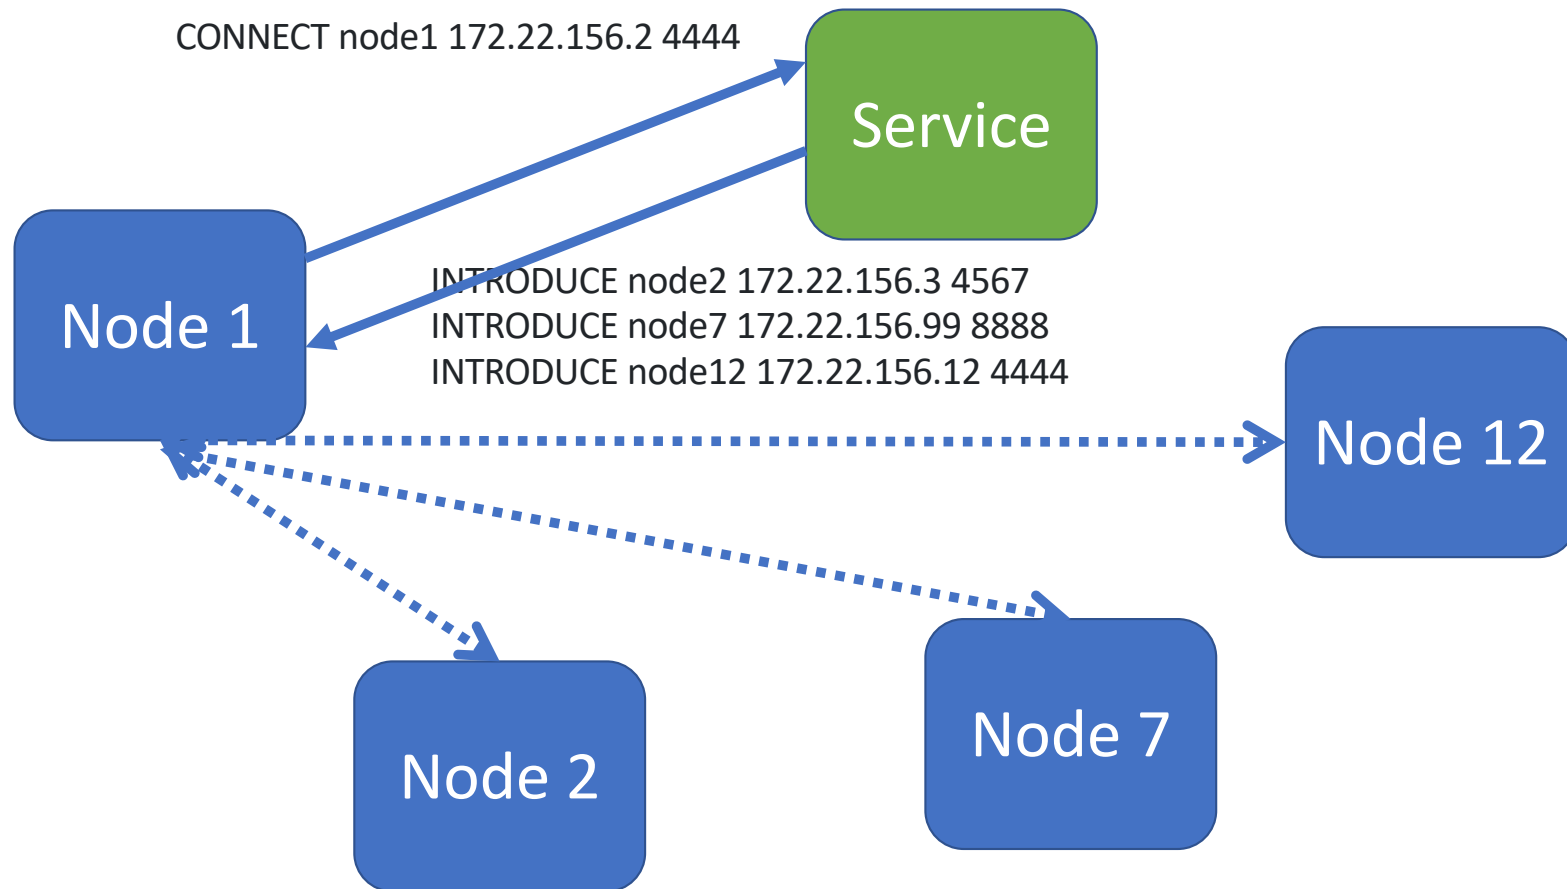 CONNECT node1 172.22.156.2 4444
Service
Node 1
INTRODUCE node2 172.22.156.3 4567
INTRODUCE node7 172.22.156.99 8888
INTRODUCE node12 172.22.156.12 4444
Node 12
Node 7
Node 2